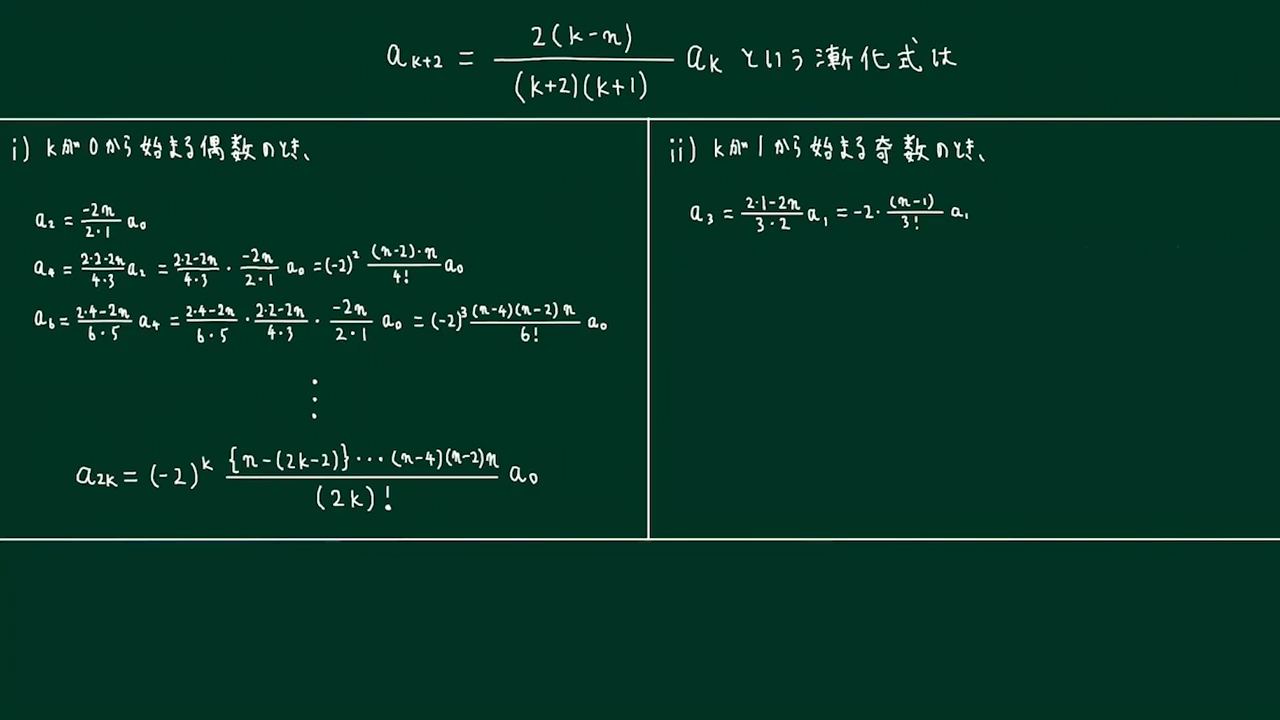 a_{k+2} = \frac{2(k-n)}{(k+2)(k+1)} a_k という漸化式は
i) kが0から始まる偶数のとき、
a_2 = \frac{-2n}{2・1} a_0
a_4 = \frac{2・2-2n}{4・3} a_2 = \frac{2・2-2n}{4・3}・\frac{-2n}{2・1} a_0 = (-2)^2 \frac{(n-2)・n}{4!} a_0
a_6 = \frac{2・4-2n}{6・5} a_4 = \frac{2・4-2n}{6・5}・\frac{2・2-2n}{4・3}・\frac{-2n}{2・1} a_0 = (-2)^3 \frac{(n-4)(n-2)n}{6!} a_0
⋮
a_{2k} = (-2)^k \frac{\{n-(2k-2)\}⋯(n-4)(n-2)n}{(2k)!} a_0
ii) kが1から始まる奇数のとき、
a_3 = \frac{2・1-2n}{3・2} a_1 = -2・\frac{(n-1)}{3!} a_1